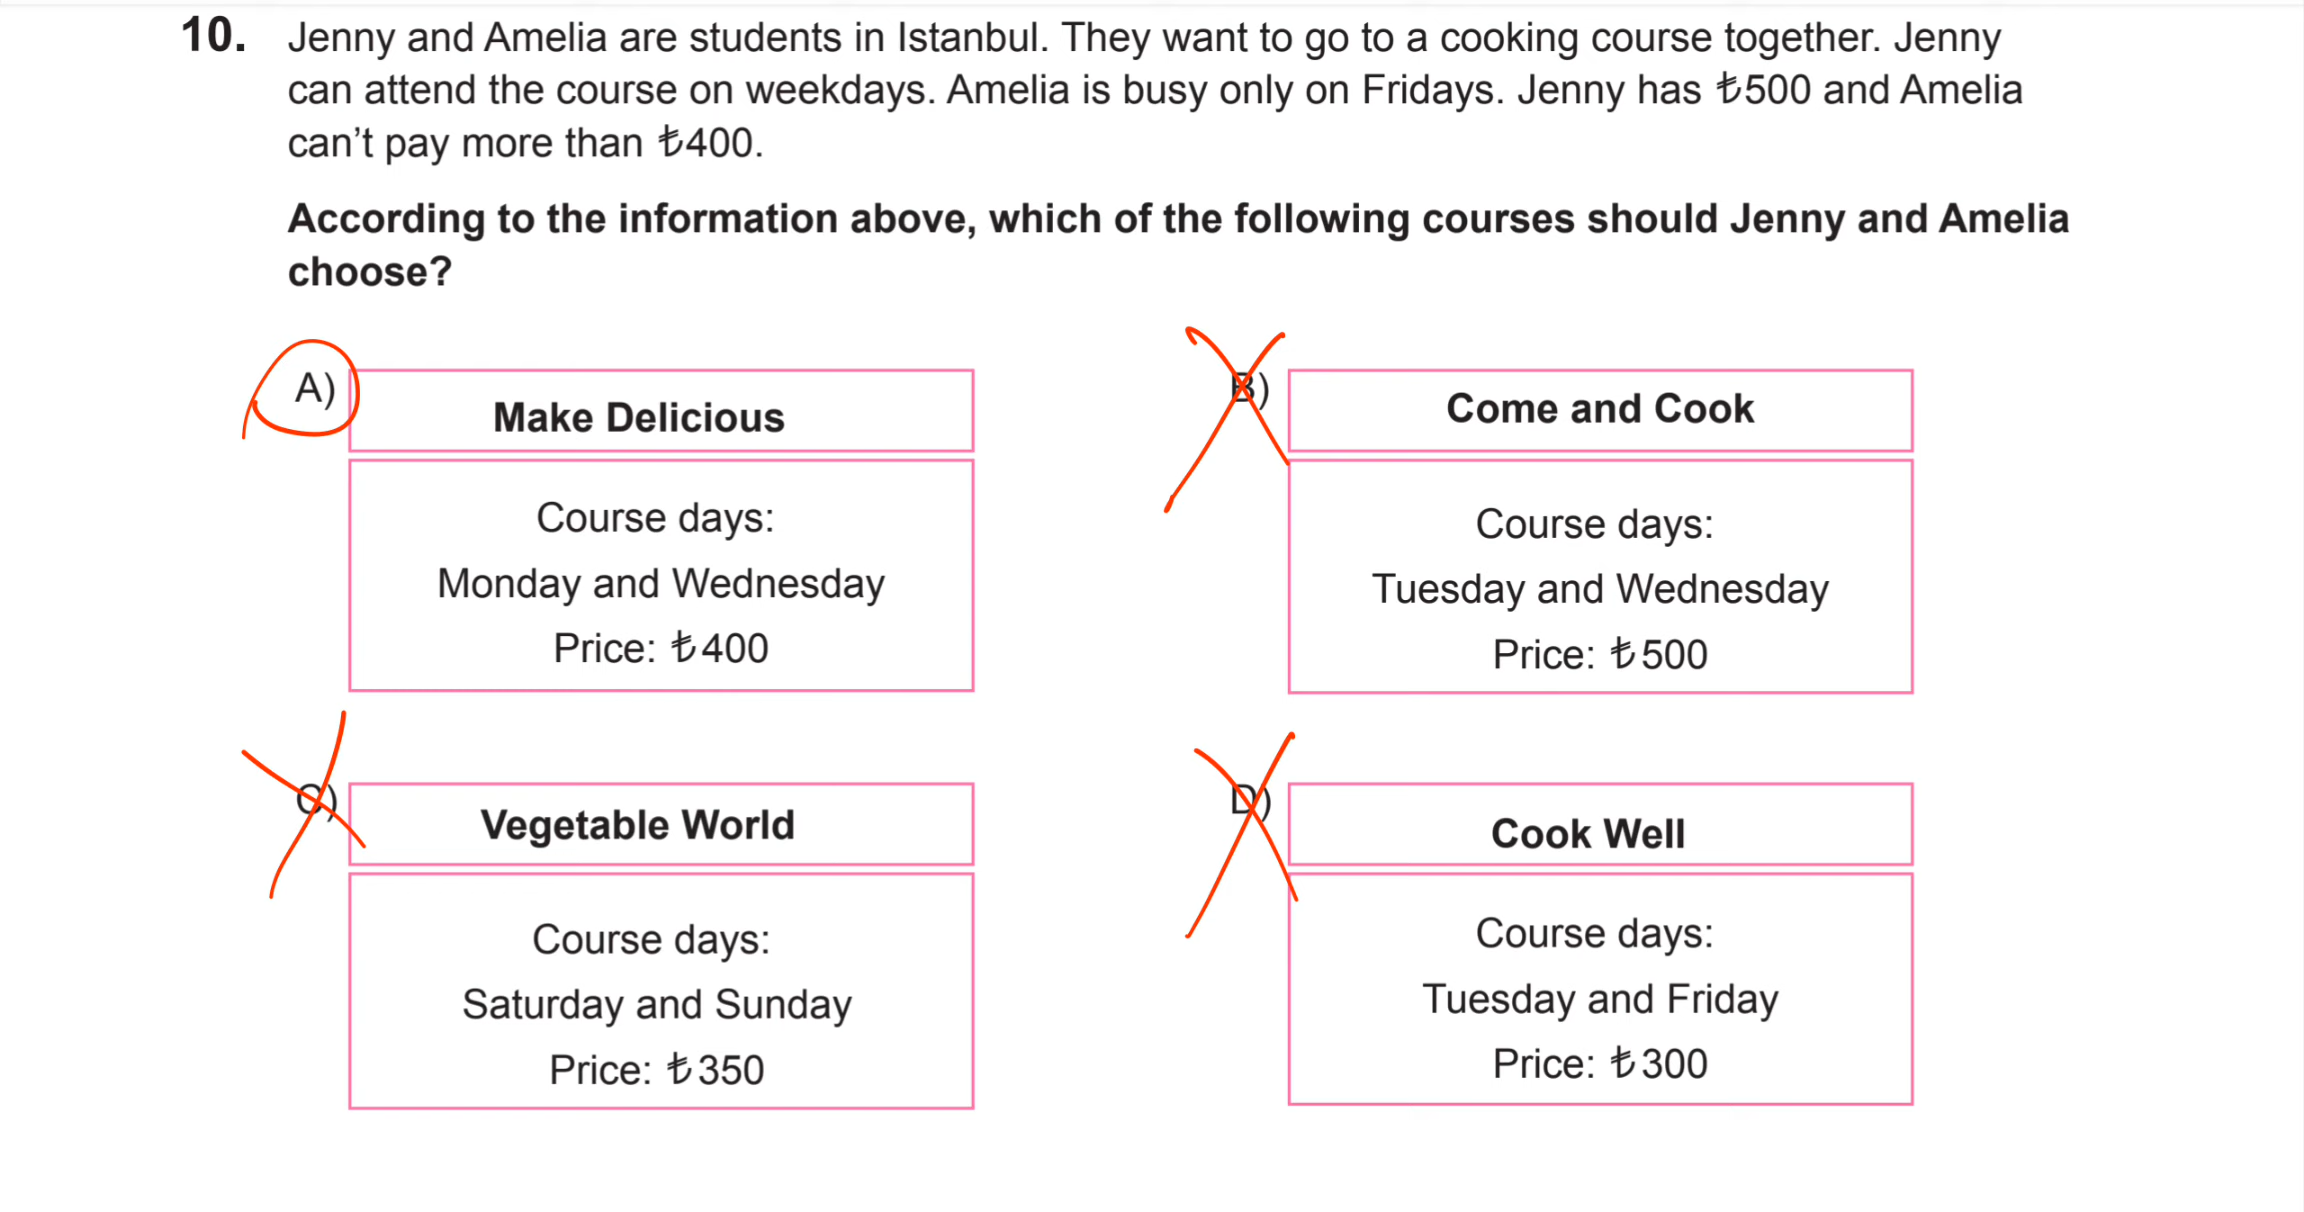 10. Jenny and Amelia are students in Istanbul. They want to go to a cooking course together. Jenny
can attend the course on weekdays. Amelia is busy only on Fridays. Jenny has ₺500 and Amelia
can’t pay more than ₺400.
According to the information above, which of the following courses should Jenny and Amelia
choose?
A)
Make Delicious
Course days:
Monday and Wednesday
Price: ₺400
B)
Come and Cook
Course days:
Tuesday and Wednesday
Price: ₺500
C)
Vegetable World
Course days:
Saturday and Sunday
Price: ₺350
D)
Cook Well
Course days:
Tuesday and Friday
Price: ₺300